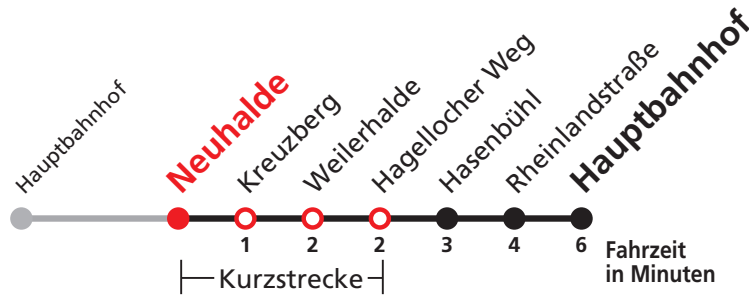 Hauptbahnhof
Neuhalde
Kreuzberg
Weilerhalde
Hagellocher Weg
Hasenbühl
Rheinlandstraße
Hauptbahnhof
1 2 2 3 4 6 Fahrzeit
in Minuten
Kurzstrecke